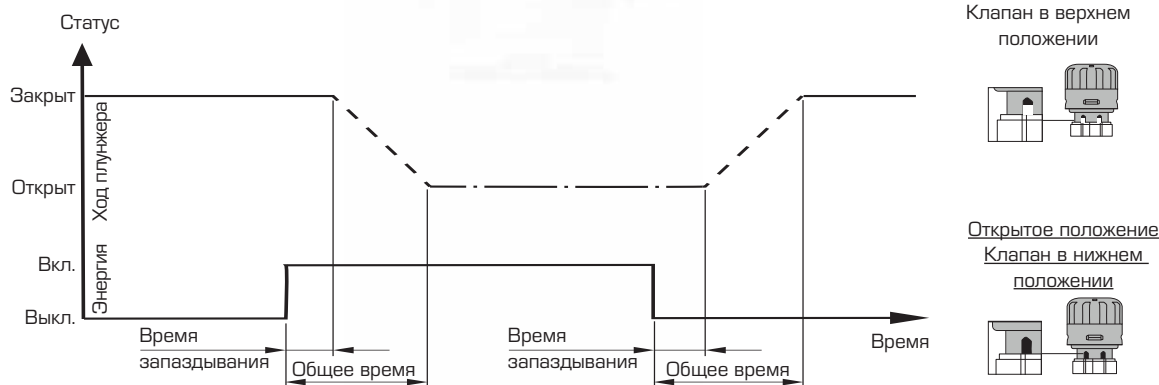 Статус
Закрыт
Ход плунжера
Открыт
Энергия
Вкл.
Выкл.
Время
запаздывания
Общее время
Время
запаздывания
Общее время
Время
Клапан в верхнем
положении
Открытое положение
Клапан в нижнем
положении